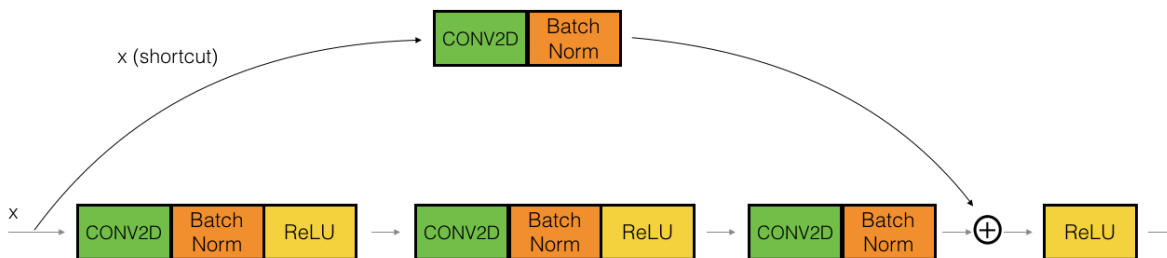 CONV2D
Batch
Norm
x (shortcut)
x
CONV2D
Batch
Norm
ReLU
CONV2D
Batch
Norm
ReLU
CONV2D
Batch
Norm
ReLU